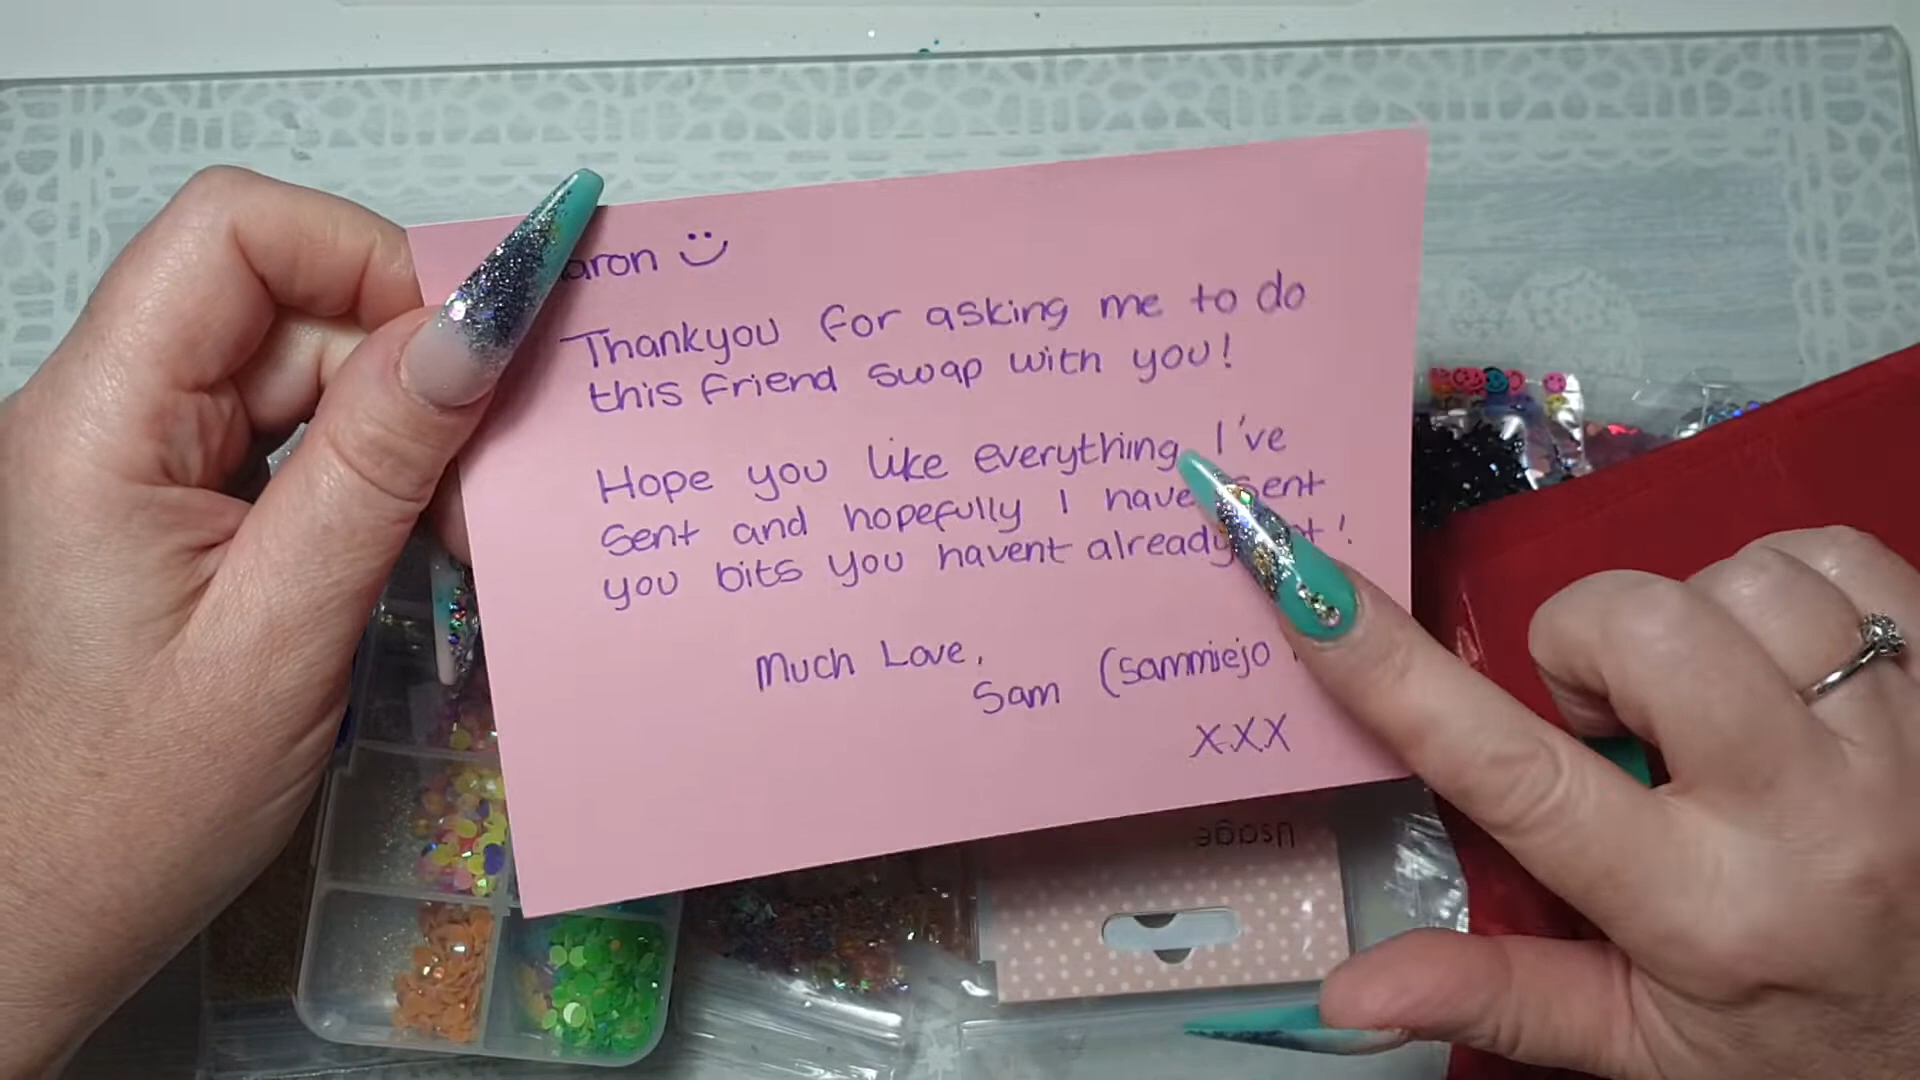 aron
Thankyou for asking me to do
this friend swap with you!
Hope you like everything I've
sent and hopefully I have sent
you bits you havent already
Much Love,
Sam (sammiejo
XXX
Usage